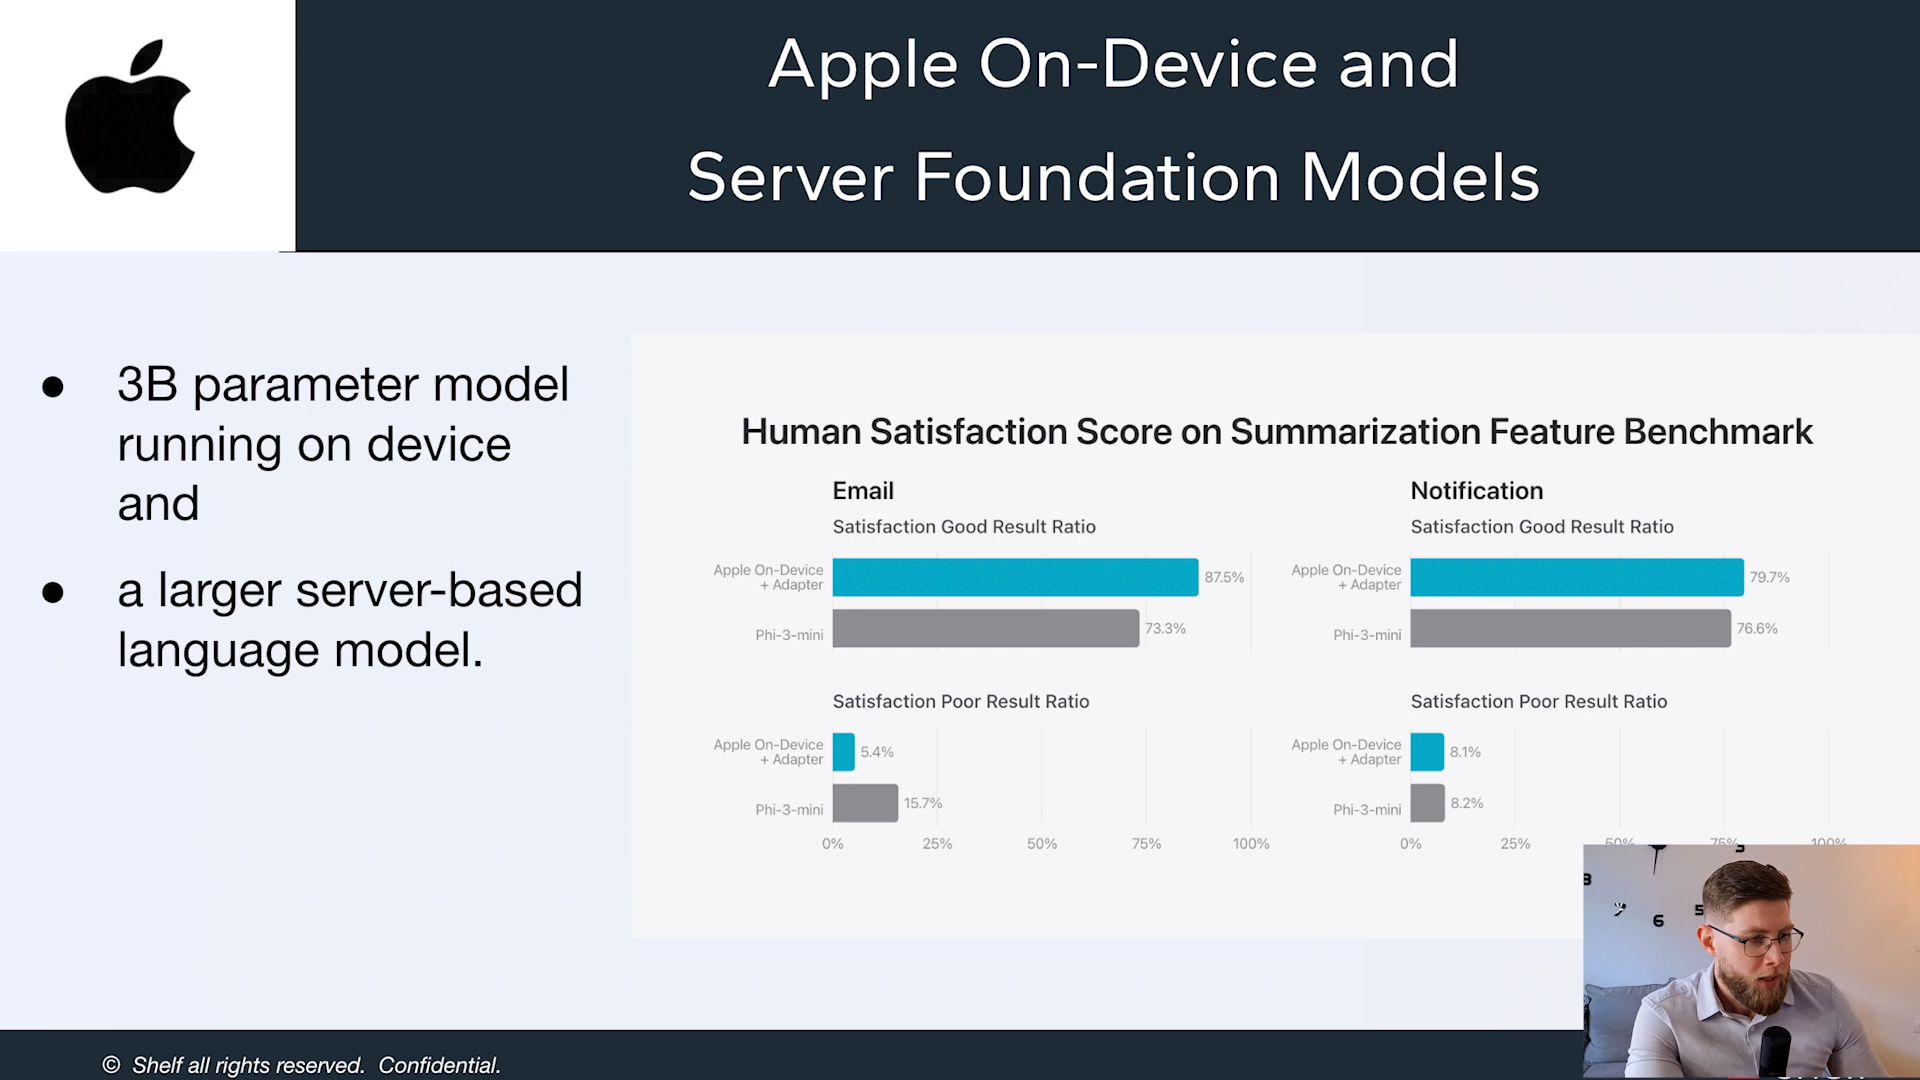 Apple On-Device and
Server Foundation Models
● 3B parameter model
running on device
and
● a larger server-based
language model.
Human Satisfaction Score on Summarization Feature Benchmark
Email
Satisfaction Good Result Ratio
Apple On-Device
+ Adapter
87.5%
Phi-3-mini
73.3%
Satisfaction Poor Result Ratio
Apple On-Device
+ Adapter
5.4%
Phi-3-mini
15.7%
0% 25% 50% 75% 100%
Notification
Satisfaction Good Result Ratio
Apple On-Device
+ Adapter
79.7%
Phi-3-mini
76.6%
Satisfaction Poor Result Ratio
Apple On-Device
+ Adapter
8.1%
Phi-3-mini
8.2%
0% 25% 50% 75% 100%
6 5
© Shelf all rights reserved. Confidential.